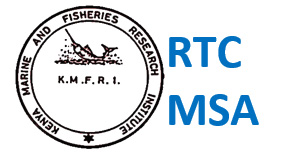 KENYA MARINE AND FISHERIES RESEARCH INSTITUTE
K.M.F.R.I.
RTC
MSA